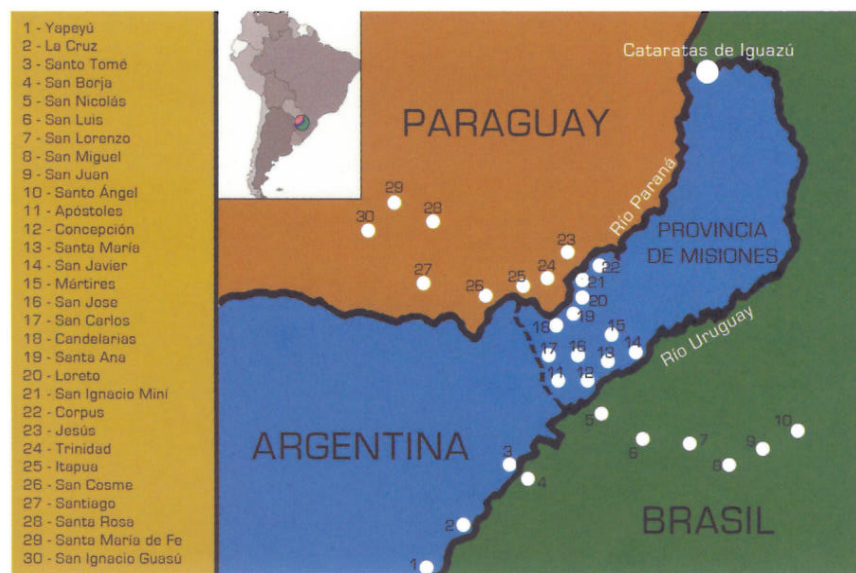 1 - Yapeyú
2 - La Cruz
3 - Santo Tomé
4 - San Borja
5 - San Nicolás
6 - San Luis
7 - San Lorenzo
8 - San Miguel
9 - San Juan
10 - Santo Ángel
11 - Apóstoles
12 - Concepción
13 - Santa María
14 - San Javier
15 - Mártires
16 - San Jose
17 - San Carlos
18 - Candelarias
19 - Santa Ana
20 - Loreto
21 - San Ignacio Miní
22 - Corpus
23 - Jesús
24 - Trinidad
25 - Itapua
26 - San Cosme
27 - Santiago
28 - Santa Rosa
29 - Santa María de Fe
30 - San Ignacio Guasú
Cataratas de Iguazú
PARAGUAY
Río Paraná
PROVINCIA
DE MISIONES
Río Uruguay
ARGENTINA
BRASIL
29
28
30
27
26
25
24
23
22
21
20
19
18
17
16
15
14
13
12
11
10
9
8
7
6
5
4
3
2
1